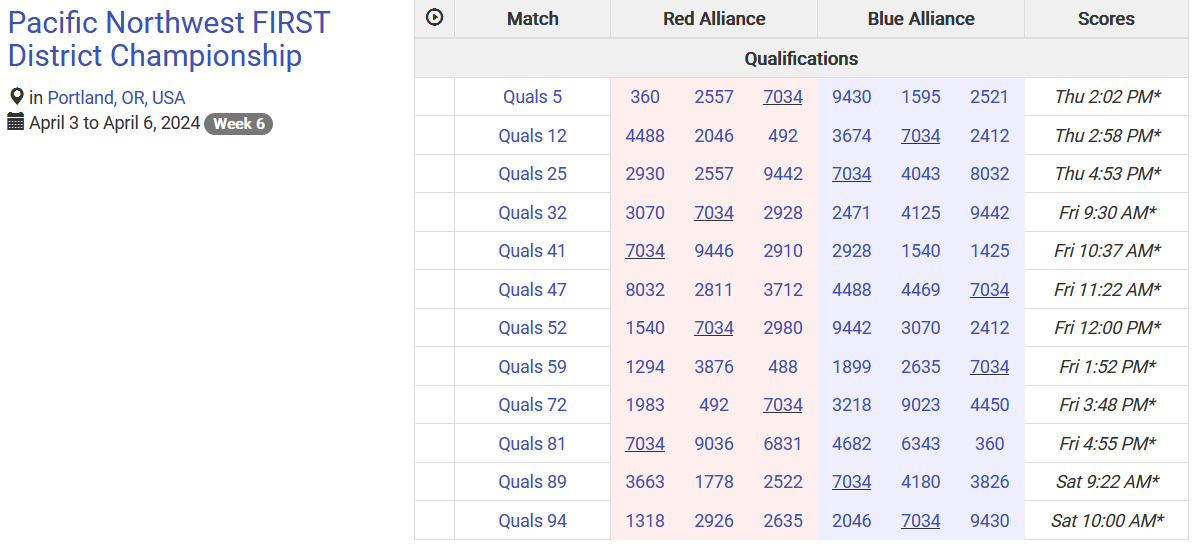 Pacific Northwest FIRST
District Championship
in Portland, OR, USA
April 3 to April 6, 2024 Week 6
Match Red Alliance Blue Alliance Scores
Qualifications
Quals 5 360 2557 7034 9430 1595 2521 Thu 2:02 PM*
Quals 12 4488 2046 492 3674 7034 2412 Thu 2:58 PM*
Quals 25 2930 2557 9442 7034 4043 8032 Thu 4:53 PM*
Quals 32 3070 7034 2928 2471 4125 9442 Fri 9:30 AM*
Quals 41 7034 9446 2910 2928 1540 1425 Fri 10:37 AM*
Quals 47 8032 2811 3712 4488 4469 7034 Fri 11:22 AM*
Quals 52 1540 7034 2980 9442 3070 2412 Fri 12:00 PM*
Quals 59 1294 3876 488 1899 2635 7034 Fri 1:52 PM*
Quals 72 1983 492 7034 3218 9023 4450 Fri 3:48 PM*
Quals 81 7034 9036 6831 4682 6343 360 Fri 4:55 PM*
Quals 89 3663 1778 2522 7034 4180 3826 Sat 9:22 AM*
Quals 94 1318 2926 2635 2046 7034 9430 Sat 10:00 AM*